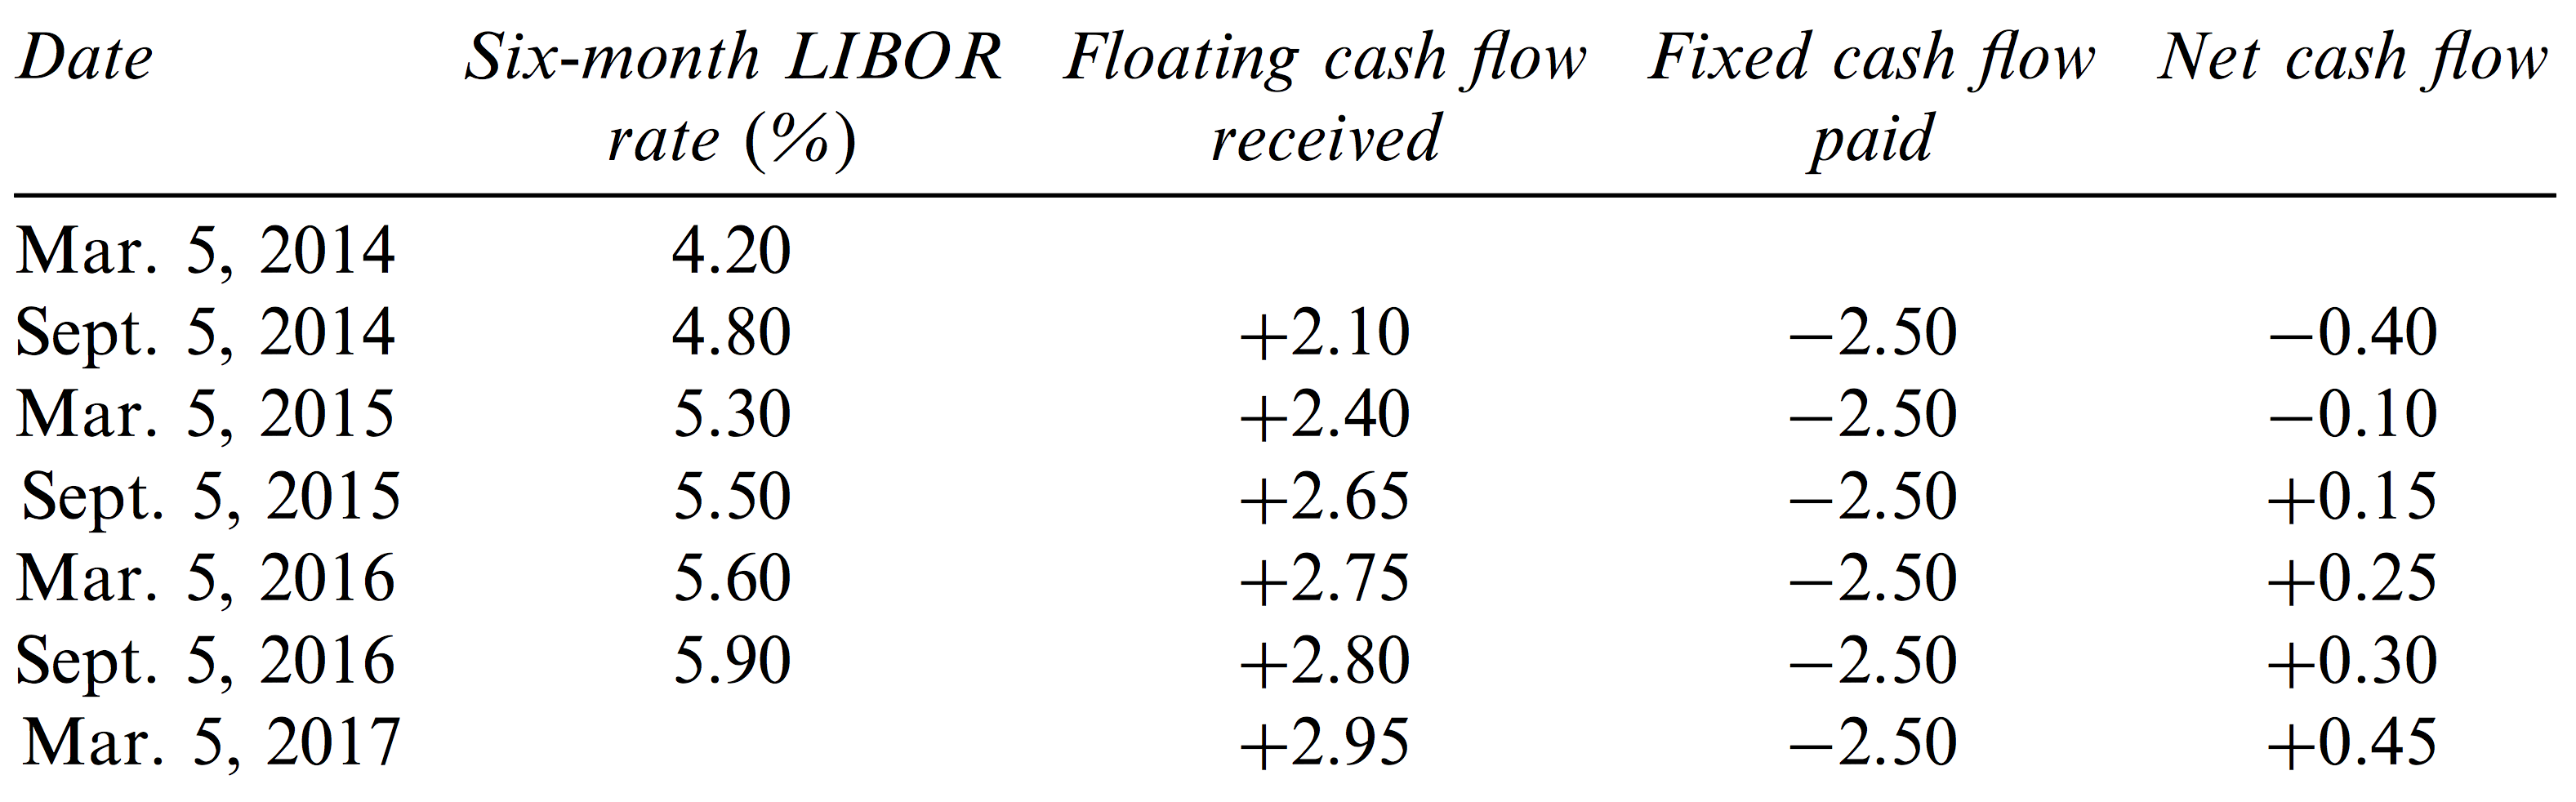 Date Six-month LIBOR Floating cash flow Fixed cash flow Net cash flow
rate (%) received paid
Mar. 5, 2014 4.20
Sept. 5, 2014 4.80 +2.10 −2.50 −0.40
Mar. 5, 2015 5.30 +2.40 −2.50 −0.10
Sept. 5, 2015 5.50 +2.65 −2.50 +0.15
Mar. 5, 2016 5.60 +2.75 −2.50 +0.25
Sept. 5, 2016 5.90 +2.80 −2.50 +0.30
Mar. 5, 2017 +2.95 −2.50 +0.45